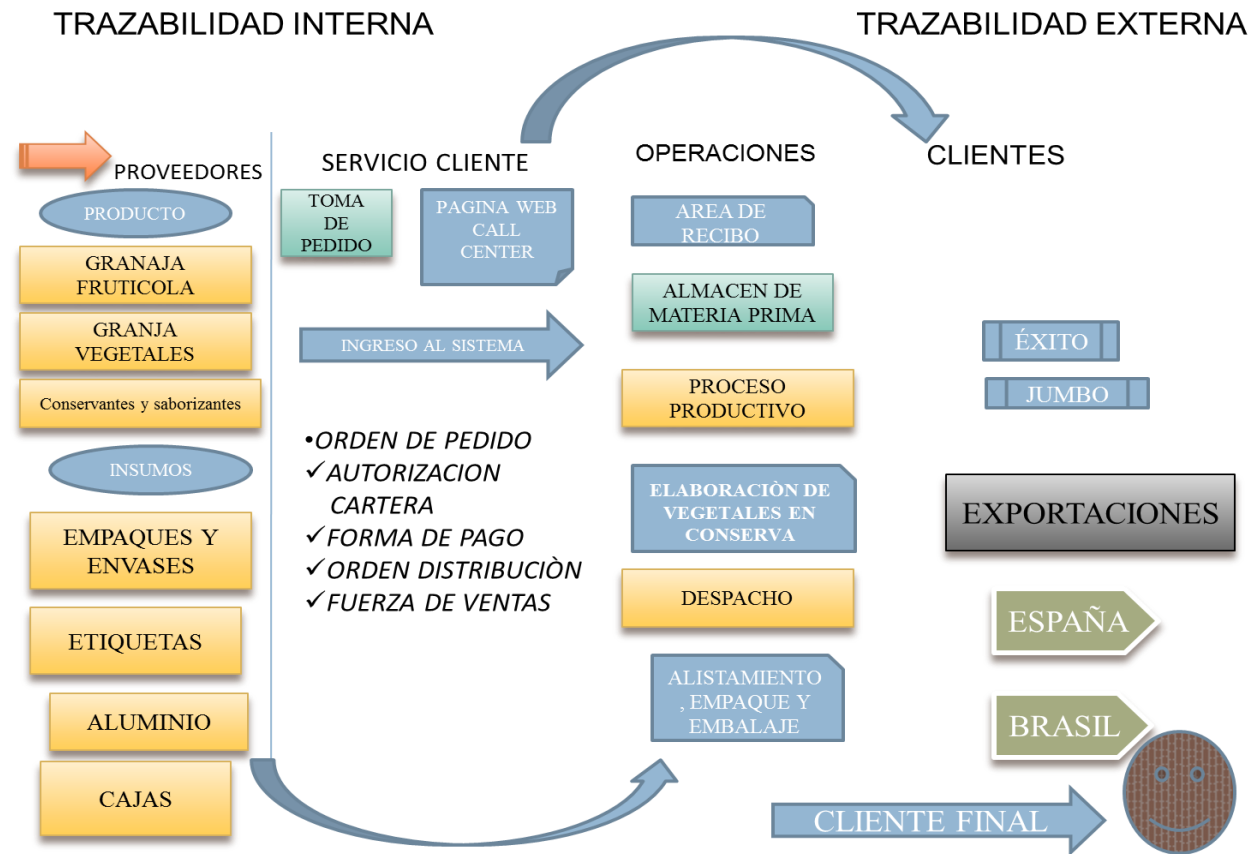 TRAZABILIDAD INTERNA
TRAZABILIDAD EXTERNA
PROVEEDORES
PRODUCTO
GRANAJA
FRUTICOLA
GRANJA
VEGETALES
Conservantes y saborizantes
INSUMOS
EMPAQUES Y
ENVASES
ETIQUETAS
ALUMINIO
CAJAS
SERVICIO CLIENTE
TOMA
DE
PEDIDO
PAGINA WEB
CALL
CENTER
INGRESO AL SISTEMA
•ORDEN DE PEDIDO
✓AUTORIZACION
CARTERA
✓FORMA DE PAGO
✓ORDEN DISTRIBUCIÒN
✓FUERZA DE VENTAS
OPERACIONES
AREA DE
RECIBO
ALMACEN DE
MATERIA PRIMA
PROCESO
PRODUCTIVO
ELABORACIÒN DE
VEGETALES EN
CONSERVA
DESPACHO
ALISTAMIENTO
, EMPAQUE Y
EMBALAJE
CLIENTES
ÉXITO
JUMBO
EXPORTACIONES
ESPAÑA
BRASIL
CLIENTE FINAL